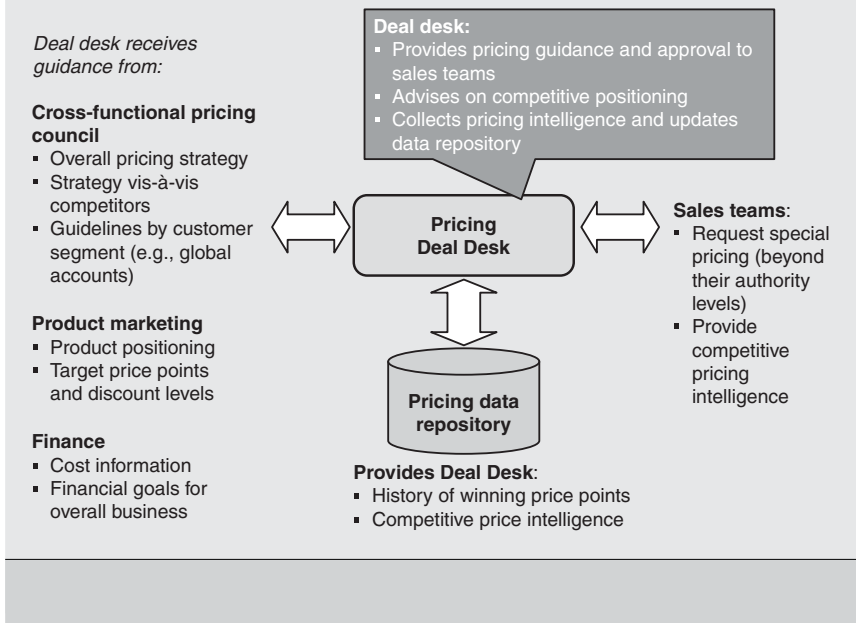 Deal desk receives
guidance from:
Cross-functional pricing
council
▪ Overall pricing strategy
▪ Strategy vis-à-vis
competitors
▪ Guidelines by customer
segment (e.g., global
accounts)
Product marketing
▪ Product positioning
▪ Target price points
and discount levels
Finance
▪ Cost information
▪ Financial goals for
overall business
Deal desk:
▪ Provides pricing guidance and approval to
sales teams
▪ Advises on competitive positioning
▪ Collects pricing intelligence and updates
data repository
Pricing
Deal Desk
Pricing data
repository
Provides Deal Desk:
▪ History of winning price points
▪ Competitive price intelligence
Sales teams:
▪ Request special
pricing (beyond
their authority
levels)
▪ Provide
competitive
pricing
intelligence